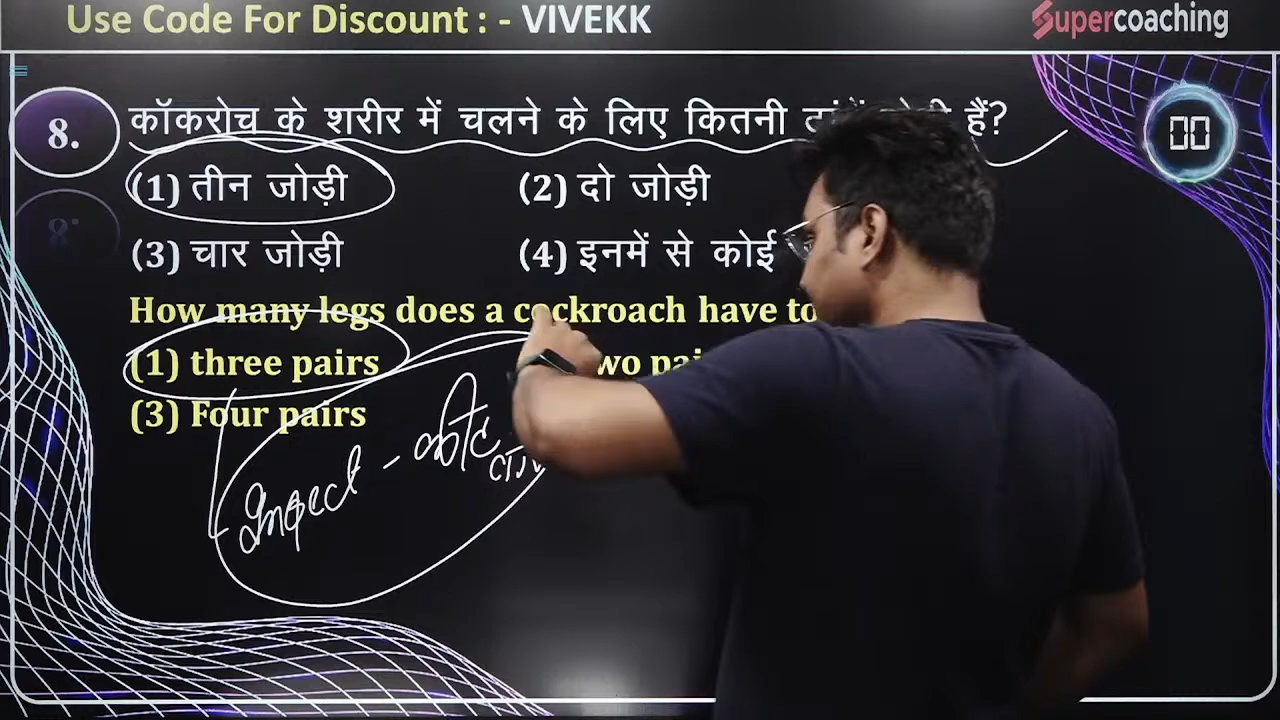 Use Code For Discount : - VIVEKK
Supercoaching
8.
कॉकरोच के शरीर में चलने के लिए कितनी हैं?
00
(1) तीन जोड़ी (2) दो जोड़ी
(3) चार जोड़ी (4) इनमें से कोई
How many legs does a cockroach have to
(1) three pairs
(3) Four pairs
Insect - कीट